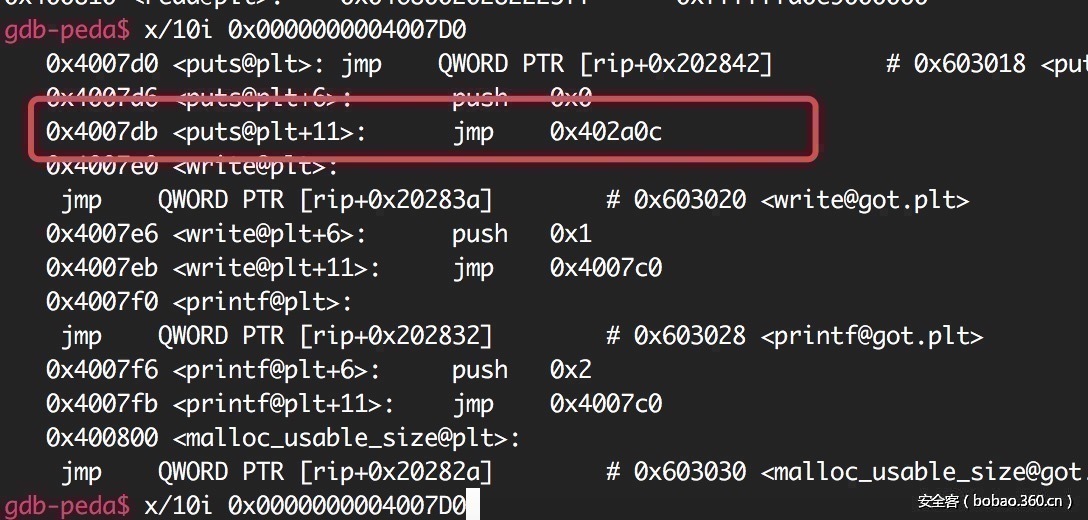 gdb-peda$ x/10i 0x0000000004007D0
0x4007d0 <puts@plt>: jmp QWORD PTR [rip+0x202842] # 0x603018 <put
0x4007d6 <puts@plt+6>: push 0x0
0x4007db <puts@plt+11>: jmp 0x402a0c
0x4007e0 <write@plt>:
jmp QWORD PTR [rip+0x20283a] # 0x603020 <write@got.plt>
0x4007e6 <write@plt+6>: push 0x1
0x4007eb <write@plt+11>: jmp 0x4007c0
0x4007f0 <printf@plt>:
jmp QWORD PTR [rip+0x202832] # 0x603028 <printf@got.plt>
0x4007f6 <printf@plt+6>: push 0x2
0x4007fb <printf@plt+11>: jmp 0x4007c0
0x400800 <malloc_usable_size@plt>:
jmp QWORD PTR [rip+0x20282a] # 0x603030 <malloc_usable_size@got.
gdb-peda$ x/10i 0x0000000004007D0
安全客(bobao.360.cn)